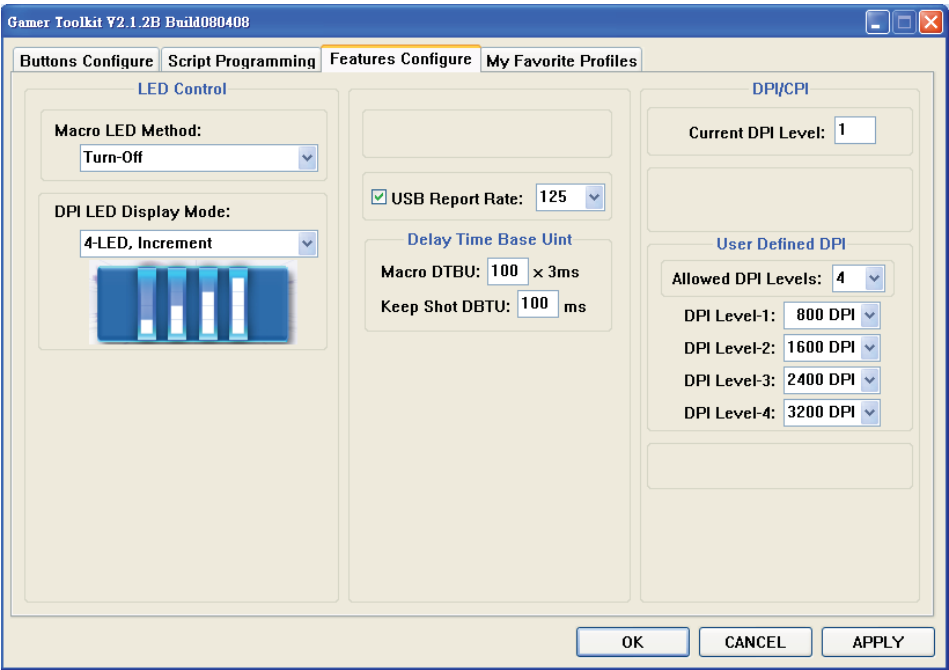 Gamer Toolkit V2.1.2B Build080408
Buttons Configure Script Programming Features Configure My Favorite Profiles
LED Control
Macro LED Method:
Turn-Off
DPI LED Display Mode:
4-LED, Increment
USB Report Rate: 125
Delay Time Base Uint
Macro DTBU: 100 × 3ms
Keep Shot DBTU: 100 ms
DPI/CPI
Current DPI Level: 1
User Defined DPI
Allowed DPI Levels: 4
DPI Level-1: 800 DPI
DPI Level-2: 1600 DPI
DPI Level-3: 2400 DPI
DPI Level-4: 3200 DPI
OK CANCEL APPLY